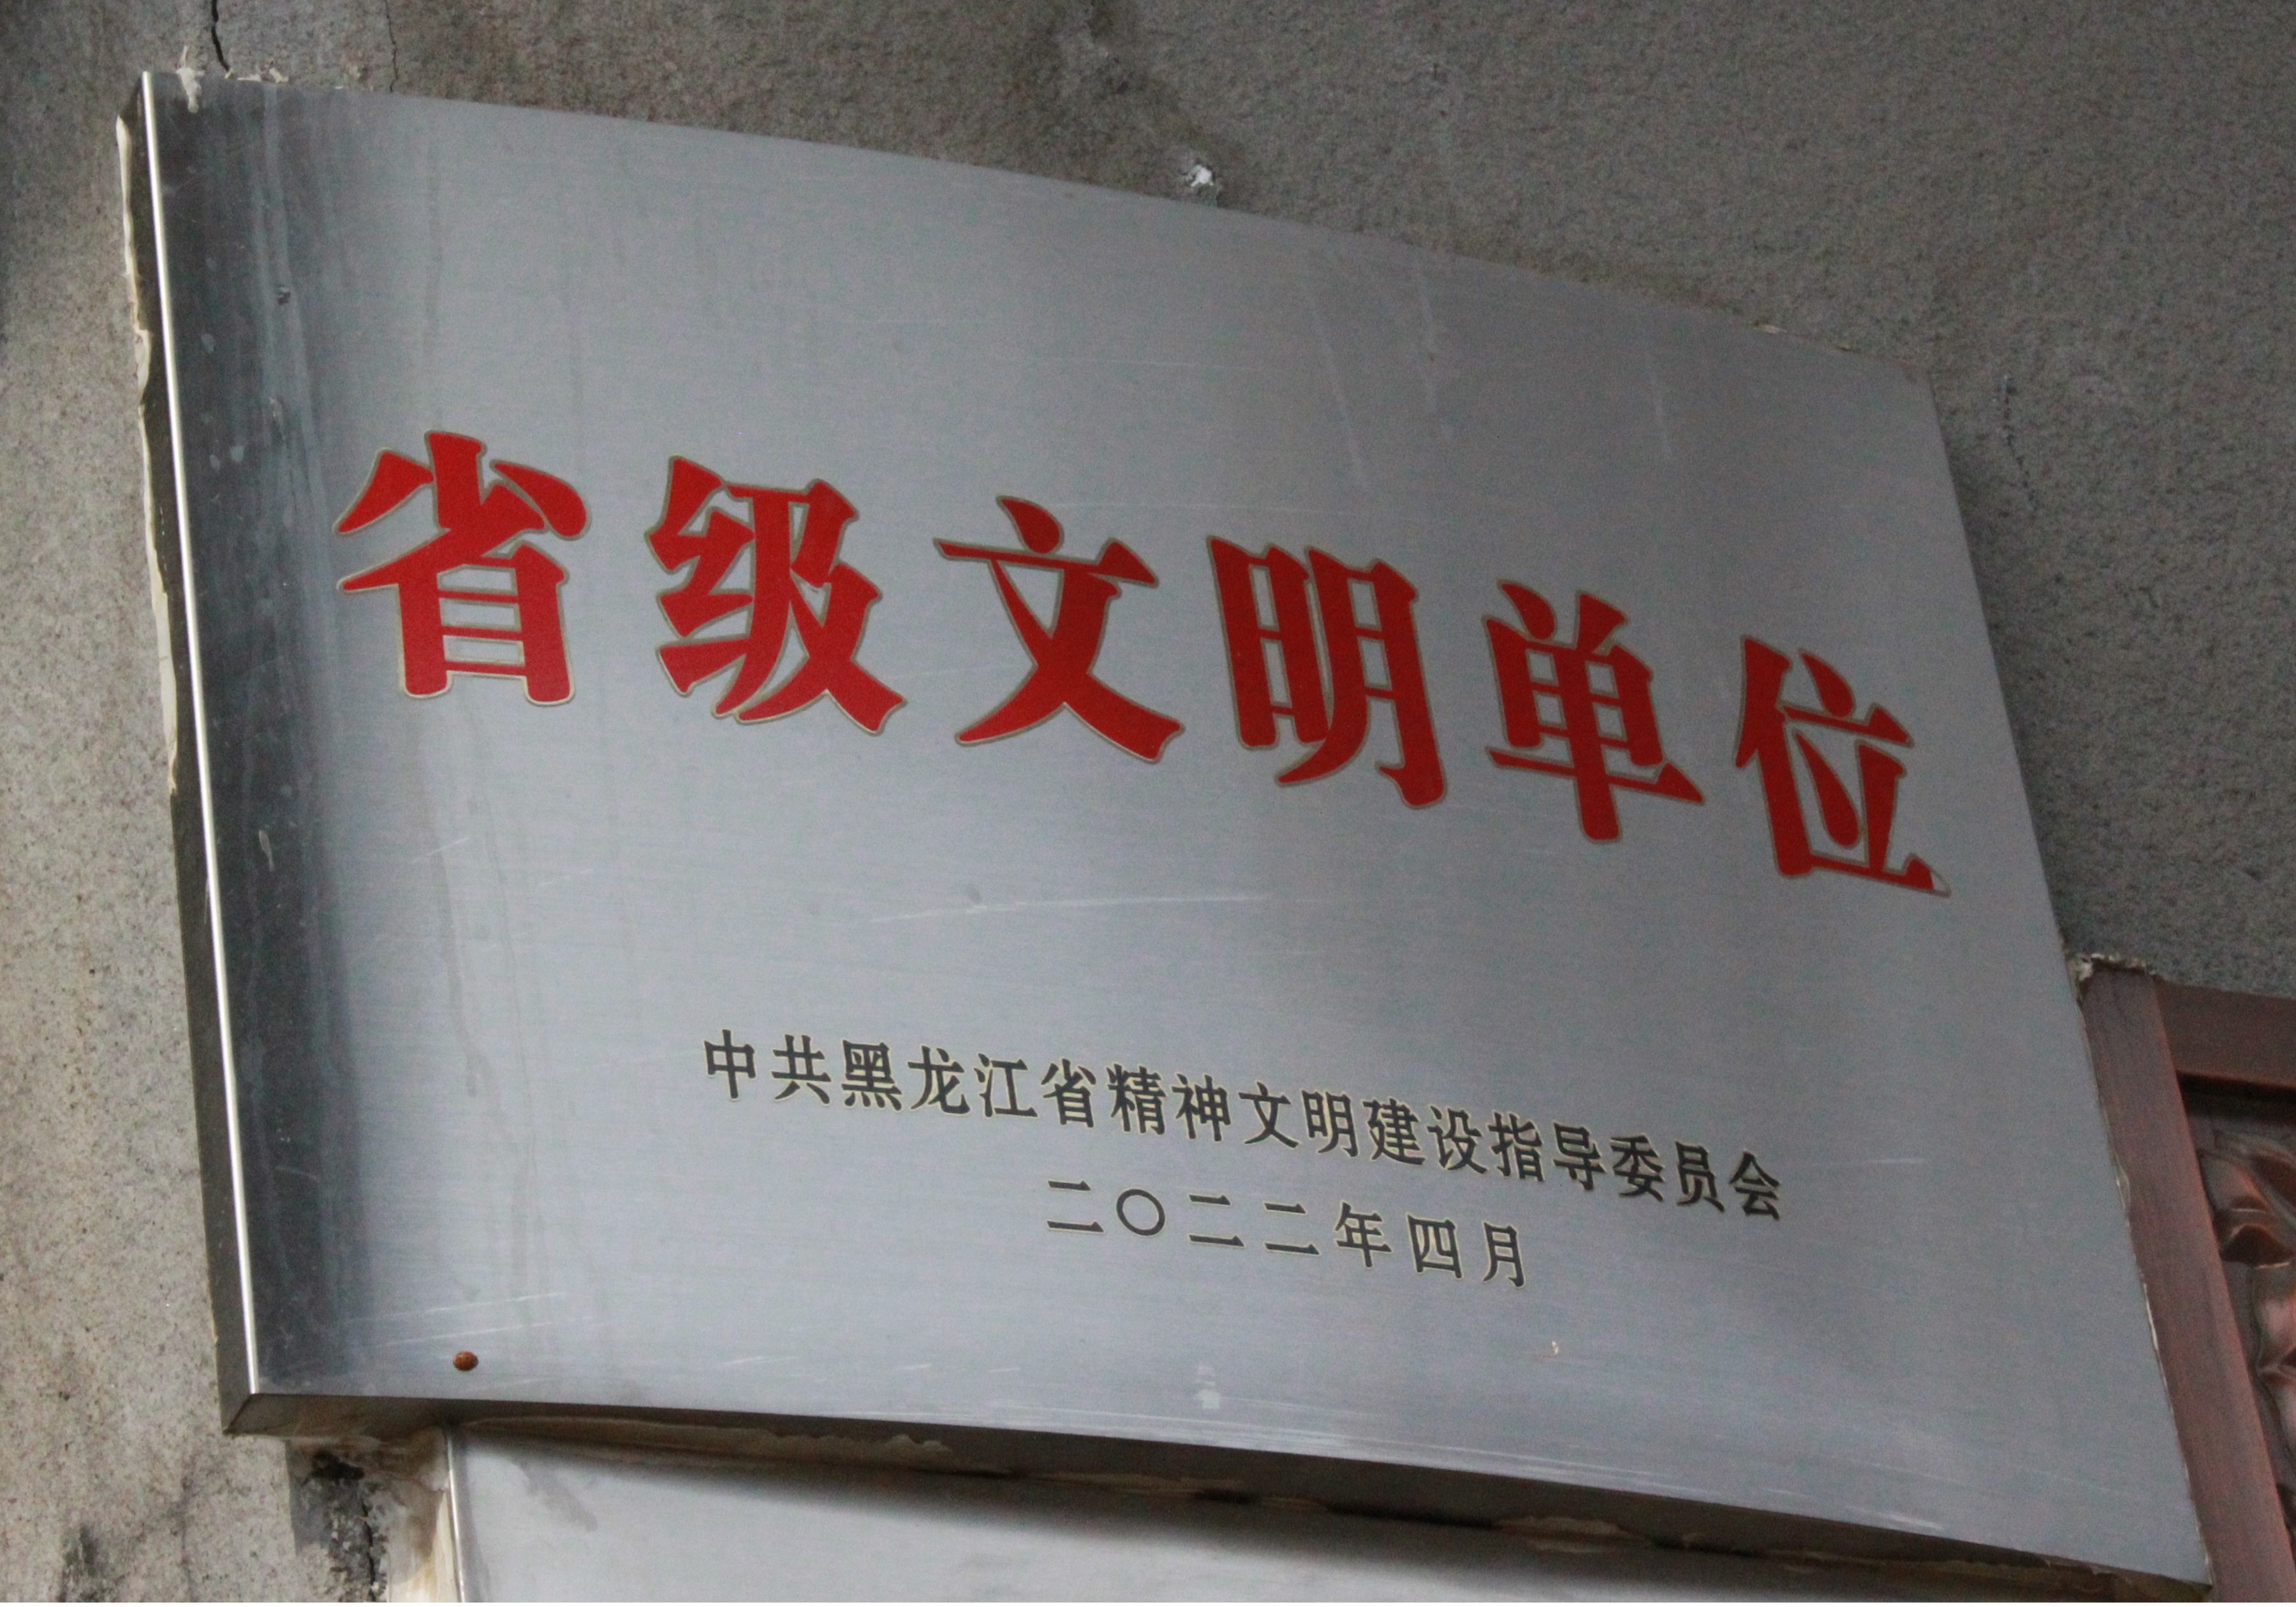 省级文明单位
中共黑龙江省精神文明建设指导委员会
二〇二二年四月